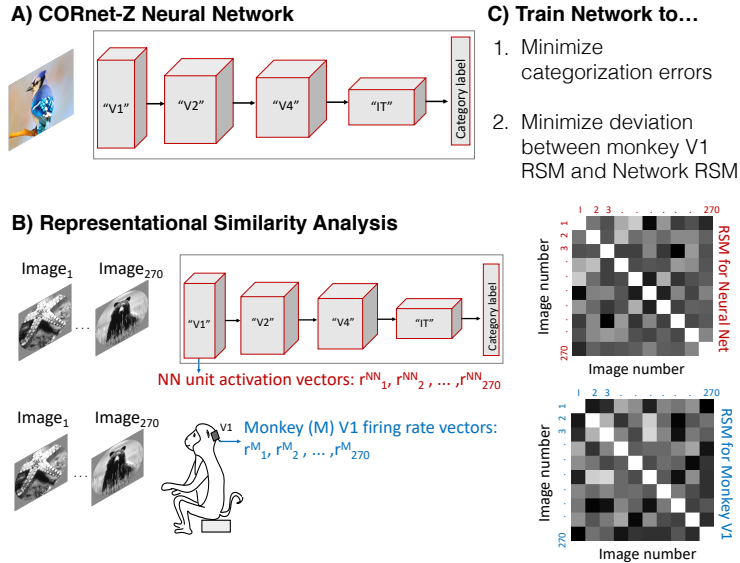 A) CORnet-Z Neural Network
"V1"
"V2"
"V4"
"IT"
Category label
C) Train Network to…
1. Minimize
categorization errors
2. Minimize deviation
between monkey V1
RSM and Network RSM
B) Representational Similarity Analysis
Image1
...
Image270
"V1"
"V2"
"V4"
"IT"
Category label
NN unit activation vectors: rNN1, rNN2 , ... ,rNN270
Image1
...
Image270
V1
Monkey (M) V1 firing rate vectors:
rM1, rM2 , ... ,rM270
1 2 3 . . . . . . 270
1 2 3 . . . . . . 270
Image number
Image number
RSM for Neural Net
1 2 3 . . . . . . 270
1 2 3 . . . . . . 270
Image number
Image number
RSM for Monkey V1